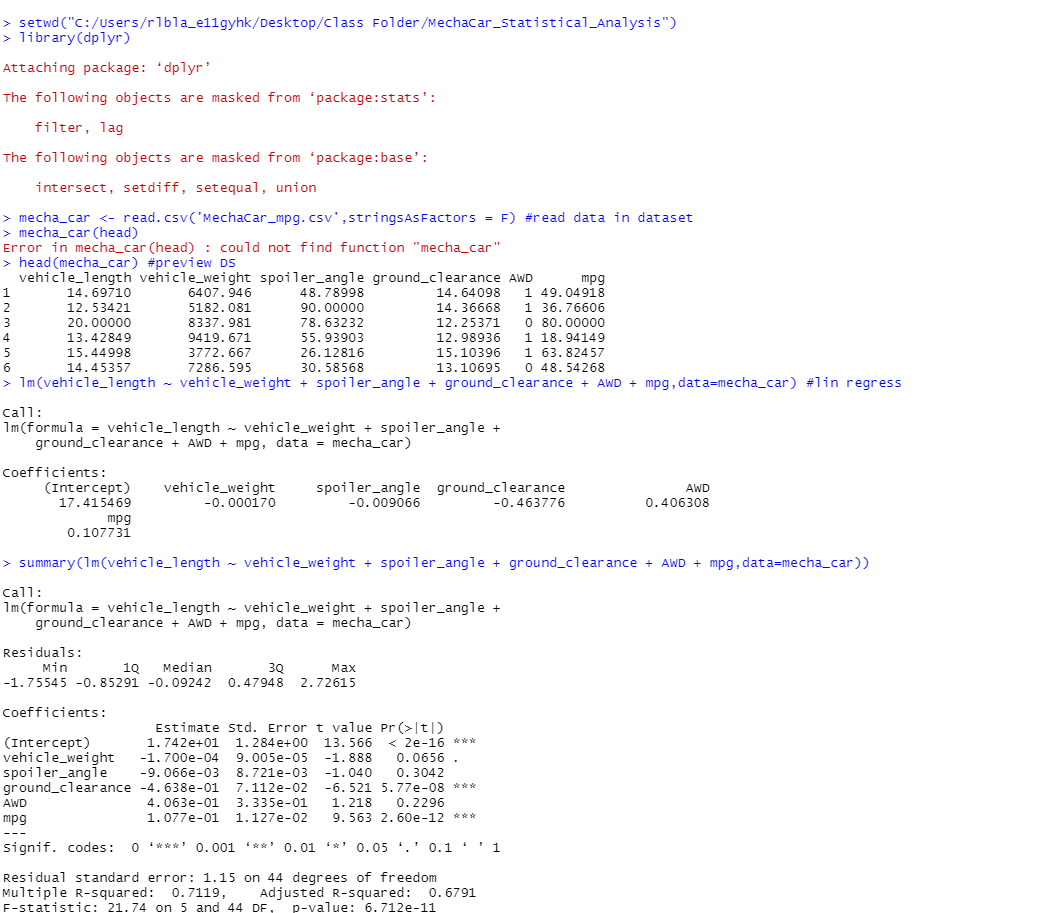 > setwd("C:/Users/rlbla_e11gyhk/Desktop/Class Folder/MechaCar_Statistical_Analysis")
> library(dplyr)

Attaching package: ‘dplyr’

The following objects are masked from ‘package:stats’:

    filter, lag

The following objects are masked from ‘package:base’:

    intersect, setdiff, setequal, union

> mecha_car <- read.csv('MechaCar_mpg.csv',stringsAsFactors = F) #read data in dataset
> mecha_car(head)
Error in mecha_car(head) : could not find function "mecha_car"
> head(mecha_car) #preview DS
  vehicle_length vehicle_weight spoiler_angle ground_clearance AWD      mpg
1       14.69710       6407.946      48.78998         14.64098   1 49.04918
2       12.53421       5182.081      90.00000         14.36668   1 36.76606
3       20.00000       8337.981      78.63232         12.25371   0 80.00000
4       13.42849       9419.671      55.93903         12.98936   1 18.94149
5       15.44998       3772.667      26.12816         15.10396   1 63.82457
6       14.45357       7286.595      30.58568         13.10695   0 48.54268
> lm(vehicle_length ~ vehicle_weight + spoiler_angle + ground_clearance + AWD + mpg,data=mecha_car) #lin regress

Call:
lm(formula = vehicle_length ~ vehicle_weight + spoiler_angle + 
    ground_clearance + AWD + mpg, data = mecha_car)

Coefficients:
     (Intercept)    vehicle_weight     spoiler_angle  ground_clearance               AWD
       17.415469         -0.000170         -0.009066         -0.463776          0.406308
             mpg
        0.107731

> summary(lm(vehicle_length ~ vehicle_weight + spoiler_angle + ground_clearance + AWD + mpg,data=mecha_car))

Call:
lm(formula = vehicle_length ~ vehicle_weight + spoiler_angle + 
    ground_clearance + AWD + mpg, data = mecha_car)

Residuals:
     Min       1Q   Median       3Q      Max
-1.75545 -0.85291 -0.09242  0.47948  2.72615

Coefficients:
                   Estimate Std. Error t value Pr(>|t|)
(Intercept)       1.742e+01  1.284e+00  13.566  < 2e-16 ***
vehicle_weight   -1.700e-04  9.005e-05  -1.888   0.0656 .
spoiler_angle    -9.066e-03  8.721e-03  -1.040   0.3042
ground_clearance -4.638e-01  7.112e-02  -6.521 5.77e-08 ***
AWD               4.063e-01  3.335e-01   1.218   0.2296
mpg               1.077e-01  1.127e-02   9.563 2.60e-12 ***
---
Signif. codes:  0 ‘***’ 0.001 ‘**’ 0.01 ‘*’ 0.05 ‘.’ 0.1 ‘ ’ 1

Residual standard error: 1.15 on 44 degrees of freedom
Multiple R-squared:  0.7119,    Adjusted R-squared:  0.6791
F-statistic: 21.74 on 5 and 44 DF,  p-value: 6.712e-11